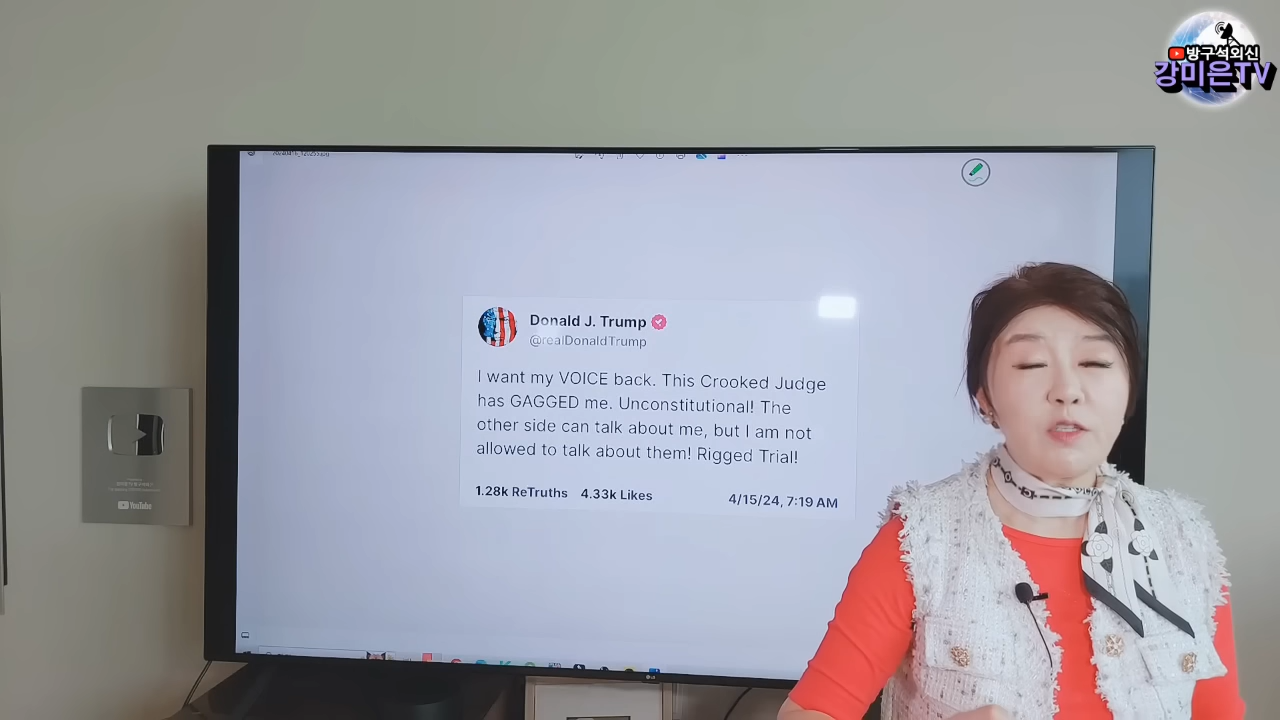 방구석외신
강미은TV
Donald J. Trump
@realDonaldTrump
I want my VOICE back. This Crooked Judge
has GAGGED me. Unconstitutional! The
other side can talk about me, but I am not
allowed to talk about them! Rigged Trial!
1.28k ReTruths 4.33k Likes
4/15/24, 7:19 AM
YouTube
LG